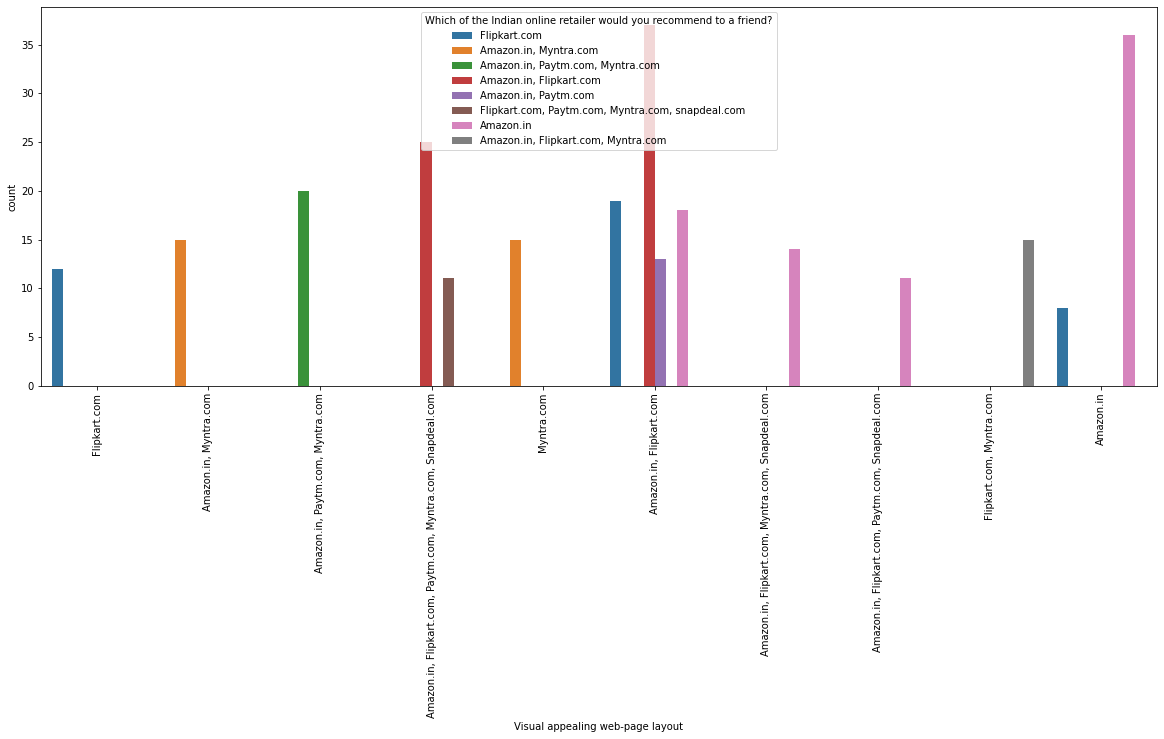 Which of the Indian online retailer would you recommend to a friend?
Flipkart.com
Amazon.in, Myntra.com
Amazon.in, Paytm.com, Myntra.com
Amazon.in, Flipkart.com
Amazon.in, Paytm.com
Flipkart.com, Paytm.com, Myntra.com, snapdeal.com
Amazon.in
Amazon.in, Flipkart.com, Myntra.com
count
35
30
25
20
15
10
5
0
Flipkart.com
Amazon.in, Myntra.com
Amazon.in, Paytm.com, Myntra.com
Amazon.in, Flipkart.com, Paytm.com, Myntra.com, Snapdeal.com
Myntra.com
Amazon.in, Flipkart.com
Amazon.in, Flipkart.com, Myntra.com, Snapdeal.com
Amazon.in, Flipkart.com, Paytm.com, Snapdeal.com
Flipkart.com, Myntra.com
Amazon.in
Visual appealing web-page layout